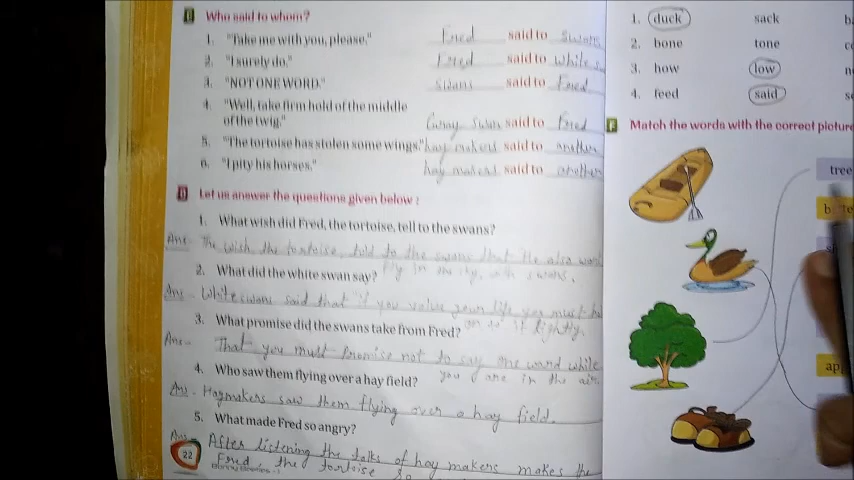 Who said to whom?
1. "Take me with you, please." Fred said to swans
2. "I surely do." Fred said to white
3. "NOT ONE WORD." swans said to Fred
4. "Well, take firm hold of the middle
of the twig." Gray swan said to Fred
5. "The tortoise has stolen some wings." hay makers said to another
6. "I pity his horses." hay makers said to another
D Let us answer the questions given below :
1. What wish did Fred, the tortoise, tell to the swans?
Ans - The wish, the tortoise, told to the swans that He also
fly in the sky, with swans.
2. What did the white swan say?
Ans - White swans said that "if you value your life you must
on to it tightly.
3. What promise did the swans take from Fred?
Ans - That you must promise not to say one word while
you are in the air.
4. Who saw them flying over a hay field?
Ans - Haymakers saw them flying over a hay field.
5. What made Fred so angry?
Ans - After listening the talks of hay makers makes the
Fred the tortoise so
22
1. duck sack
2. bone tone
3. how low
4. feed said
F Match the words with the correct picture
tree